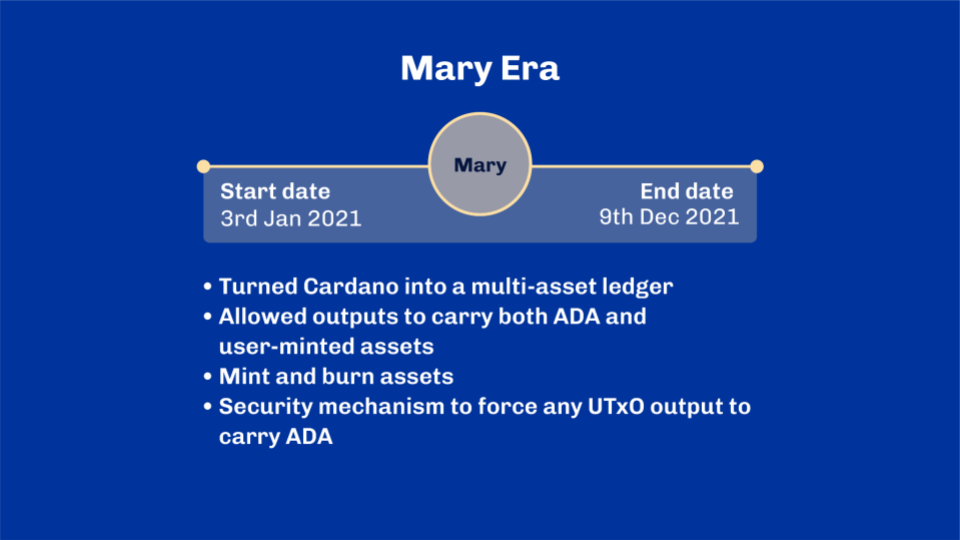 Mary Era
Mary
Start date
3rd Jan 2021
End date
9th Dec 2021
• Turned Cardano into a multi-asset ledger
• Allowed outputs to carry both ADA and
user-minted assets
• Mint and burn assets
• Security mechanism to force any UTxO output to
carry ADA